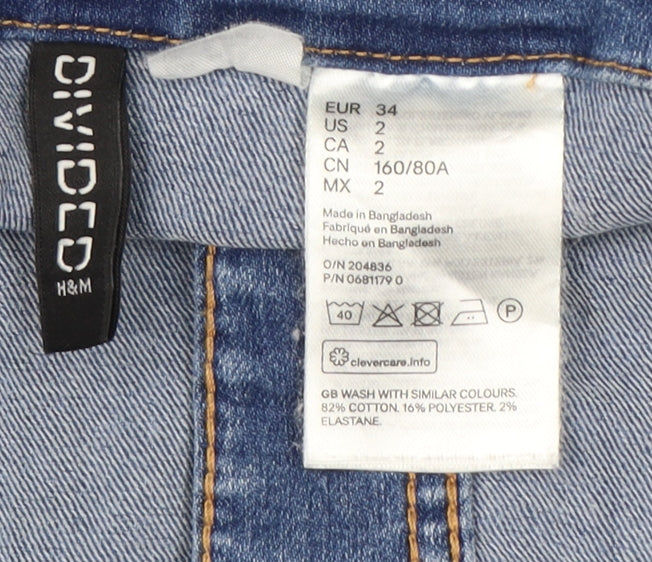 DIVIDED
H&M
EUR 34
US 2
CA 2
CN 160/80A
MX 2
Made in Bangladesh
Fabriqué en Bangladesh
Hecho en Bangladesh
O/N 204836
P/N 0681179 0
40
P
clevercare.info
GB WASH WITH SIMILAR COLOURS.
82% COTTON. 16% POLYESTER. 2%
ELASTANE.